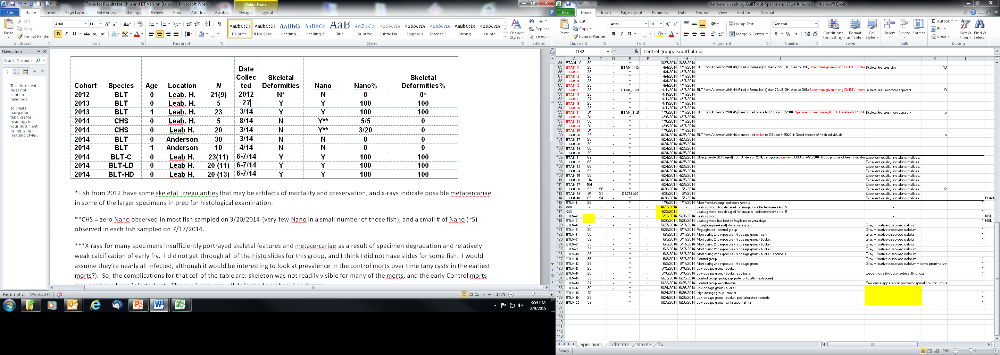 Table for Results for Chin and BT Version B.docx - Microsoft Word
Table Tools
File Home Insert Page Layout References Mailings Review View Add-Ins Acrobat Design Layout
Cut
Copy
Paste
Format Painter
Arial 11
AaBbCcDc AaBbCcDc AaBbC AaBbCc AaB AaBbCc. AaBbCcDc AaBbCcDc AaBbCcDc AaBbCcDc AaBbCcDc
¶ Normal ¶ No Spaci... Heading 1 Heading 2 Title Subtitle Subtle Em... Emphasis Intense E... Strong Quote
Change Styles
Find
Replace
Select
Clipboard Font Paragraph Styles Editing
Navigation
Search Documen
This document does not contain headings.
To create navigation tabs, create headings in your document by applying Heading Styles.
Cohort Species Age Location N Date Collected Skeletal Deformities Nano Nano% Skeletal Deformities%
2012 BLT 0 Leab. H. 21(9) 2012 N* N 0 0*
2013 BLT 0 Leab. H. 5 ?? Y Y 100 100
2013 BLT 1 Leab. H. 23 3/14 Y Y 100 100
2014 CHS 0 Leab. H. 5 8/14 N Y** 5/5 0
2014 CHS 0 Leab H. 20 3/14 N Y** 3/20 0
2014 BLT 0 Anderson 30 3/14 N N 0 0
2014 BLT 1 Anderson 10 4/14 N N 0 0
2014 BLT-C 0 Leab H. 23(11) 6-7/14 Y Y 100 100
2014 BLT-LD 0 Leab H. 20 (11) 6-7/14 Y Y 100 100
2014 BLT-HD 0 Leab H, 20 (13) 6-7/14 Y Y 100 100
*Fish from 2012 have some skeletal irregularities that may be artifacts of mortality and preservation, and x-rays indicate possible metacercariae
in some of the larger specimens in prep for histological examination.
**CHS = zero Nano observed in most fish sampled on 3/20/2014 (very few Nano in a small number of those fish), and a small # of Nano (~5)
observed in each fish sampled on 7/17/2014.
***X-rays for many specimens insufficiently portrayed skeletal features and metacercariae as a result of specimen degradation and relatively
weak calcification of early fry. I did not get through all of the histo slides for this group, and I think I did not have slides for some fish. I would
assume they're nearly all infected, although it would be interesting to look at prevalence in the control morts over time (any cysts in the earliest
morts?). So, the complications for that cell of the table are: skeleton was not readily visible for many of the morts, and the early Control morts
Page: 1 of 2 Words: 374 140%
3:54 PM
2/9/2015
Anderson-Leaburg-BullTrout-Specimens-2014-June.xlsx - Microsoft Excel
File Home Insert Page Layout Formulas Data Review View Add-Ins Acrobat
Cut
Copy
Paste
Format Painter
Arial 10
Wrap Text
Merge & Center
General
Conditional Formatting Format as Table Cell Styles
Insert Delete Format
AutoSum
Fill
Clear
Sort & Filter Find & Select
Clipboard Font Alignment Number Styles Cells Editing
I132 fx Control group; exopthalmia
A B C D E F G H I J K L
84 BTA14-10 30 - - Y - 3/27/2014 3/28/2014
85 BTA14-11 28 - - BTA14_11-15r - 4/4/2014 4/17/2014 BLT from Anderson 2014 #3; Fixed in formalin (1d) then 70% EtOH, then to OSU; Specimens given wrong ID: 'BTL' inste Skeletal features dim 10
86 BTA14-12 28 - - Y - 4/4/2014 4/17/2014
87 BTA14-13 28 - - Y - 4/4/2014 4/17/2014
88 BTA14-14 28 - - Y - 4/4/2014 4/17/2014
89 BTA14-15 29 - - Y - 4/4/2014 4/17/2014
90 BTA14-16 28 - - BTA14_16-20 - 4/11/2014 4/17/2014 BLT from Anderson 2014 #4; Fixed in formalin (1d) then 70% EtOH, then to OSU; Specimens given wrong ID: 'BTL' inste Skeletal features more apparent 10
91 BTA14-17 29 - - Y - 4/11/2014 4/17/2014
92 BTA14-18 27 - - Y - 4/11/2014 4/17/2014
93 BTA14-19 29 - - Y - 4/11/2014 4/17/2014
94 BTA14-20 29 - - Y - 4/11/2014 4/17/2014
95 BTA14-21 31 - - BTA14_21-25 - 4/16/2014 4/17/2014 BLT from Anderson 2014 #5; transported on ice to OSU on 3/21/2014; Specimens given wrong ID: 'BTL' instead of 'BTA Skeletal features more apparent 5
96 BTA14-22 31 - - Y - 4/16/2014 4/17/2014
97 BTA14-23 30 - - Y - 4/16/2014 4/17/2014
98 BTA14-24 31 - - Y - 4/16/2014 4/17/2014
99 BTA14-25 31 - - Y - 4/16/2014 4/17/2014
100 BTA14-26 29 - - Y 4/24/2014 4/25/2014 BLT from Anderson 2014 #6; transported on ice to OSU on 4/25/2014; Good photos of fresh individuals. 5
101 BTA14-27 29 - - Y 4/24/2014 4/25/2014
102 BTA14-28 30 - - Y 4/24/2014 4/25/2014
103 BTA14-29 30 - - Y 4/24/2014 4/25/2014
104 BTA14-30 30 - - Y 4/24/2014 4/25/2014
105 BTA14-31 87 - - Y 4/24/2014 4/25/2014 Older juvenile BLT (age-1) from Anderson 2014; transported on ice to OSU on 4/25/2014; Good photos of fresh individua Excellent quality, no abnormalities.
106 BTA14-32 88 - - Y 4/24/2014 4/25/2014 Excellent quality, no abnormalities.
107 BTA14-33 86 - - Y 4/24/2014 4/25/2014 Excellent quality, no abnormalities.
108 BTA14-34 93 - - Y 4/24/2014 4/25/2014 Excellent quality, no abnormalities.
109 BTA14-35 95 - - Y 4/24/2014 4/25/2014 Excellent quality, no abnormalities.
110 BTA14-36 114 - - Y 4/24/2014 4/25/2014 Excellent quality, no abnormalities.
111 BTA14-37 104 - - Y 4/24/2014 4/25/2014 Excellent quality, no abnormalities.
112 BTA14-38 93 98 - Y 4/30/2014 5/1/2014 Excellent quality, no abnormalities. 12
113 BTA14-39 91 97 - 103.799-800 4/30/2014 5/1/2014 Excellent quality, no abnormalities.
114 BTA14-40 89 94 - Y 4/30/2014 5/1/2014 Excellent quality, no abnormalities. Histol
115 BTL14-1 28 - - Y - 4/16/2014 4/17/2014 Mort from Leaburg - collected week 3 - 1
116 XXX - - - - - 4/23/2014 - Leaburg mort - too decayed for analysis - collected weeks 4 or 5 - 1
117 XXX - - - - - 4/23/2014 - Leaburg mort - too decayed for analysis - collected weeks 4 or 5 - 1
118 BTL14-2 - - - - 5/12/2014 5/20/2014 Leaburg mort - 1 NSL
119 BTL14-3 - - - - 5/20/2014 5/20/2014 Leaburg mort, had looked fragile for several days - 1 NSL
120 BTL14-4 - - - Y - 5/27/2014 6/17/2014 Fuzzy (long weekend) - hi dosage group Gray - fixative dissolved calcium 1
121 BTL14-5 30 - - Y - 5/28/2014 6/17/2014 Regurgitated - control group Gray - fixative dissolved calcium 1
122 BTL14-6 30 - - Y - 6/3/2014 6/17/2014 Mort during 2nd exposure - hi dosage group - tank Gray - fixative dissolved calcium 1
123 BTL14-7 32 - - Y - 6/3/2014 6/17/2014 Mort during 2nd exposure - hi dosage group - bucket Gray - fixative dissolved calcium 1
124 BTL14-8 29 - - Y - 6/3/2014 6/17/2014 Mort during 2nd exposure - hi dosage group - bucket Gray - fixative dissolved calcium 1
125 BTL14-9 29 - - Y - 6/3/2014 6/17/2014 Mort during 2nd exposure - hi dosage group - bucket Gray - fixative dissolved calcium 1
126 BTL14-10 29 - - Y - 6/3/2014 6/17/2014 Mort during 2nd exposure - hi dosage group - bucket; scoliosis Gray - fixative dissolved calcium 1
127 BTL14-11 35 - - Y - 6/9/2014 6/17/2014 Control group Gray - fixative dissolved calcium 1
128 BTL14-12 33 - - Y - 6/3/2014 6/17/2014 Mort during 2nd exposure - hi dosage group Gray - fixative dissolved calcium - some proximal ver 1
129 BTL14-13 29 - - Y - 6/12/2014 6/18/2014 Low-dosage group - bucket 1
130 BTL14-14 28 - - Y - 6/16/2014 6/18/2014 Low-dosage group - bucket; scoliosis Decent quality, but maybe still not ossif. 1
131 BTL14-15 32 - - Y - 6/23/2014 6/25/2014 Control group - poor, esp. poterior fourth (flesh gone) 1
132 BTL14-16 37 - - Y - 6/23/2014 6/25/2014 Control group; exopthalmia Few cysts apparent in posterior spinal column...corre 1
133 BTL14-17 30 - - Y - 6/24/2014 6/26/2014 Low-dosage group - bucket 1
134 BTL14-18 31 - - Y - 6/24/2014 6/26/2014 High-dosage group - bucket 1
135 BTL14-19 29 - - Y - 6/24/2014 6/26/2014 Low-dosage group - bucket; posterior third necrotic 1
136 BTL14-20 37 - - Y - 6/25/2014 6/26/2014 Low-dosage group - tank; exopthalmia 1
137
138
139
140
141
142
143
Specimens Collections Sheet3
Ready 70%